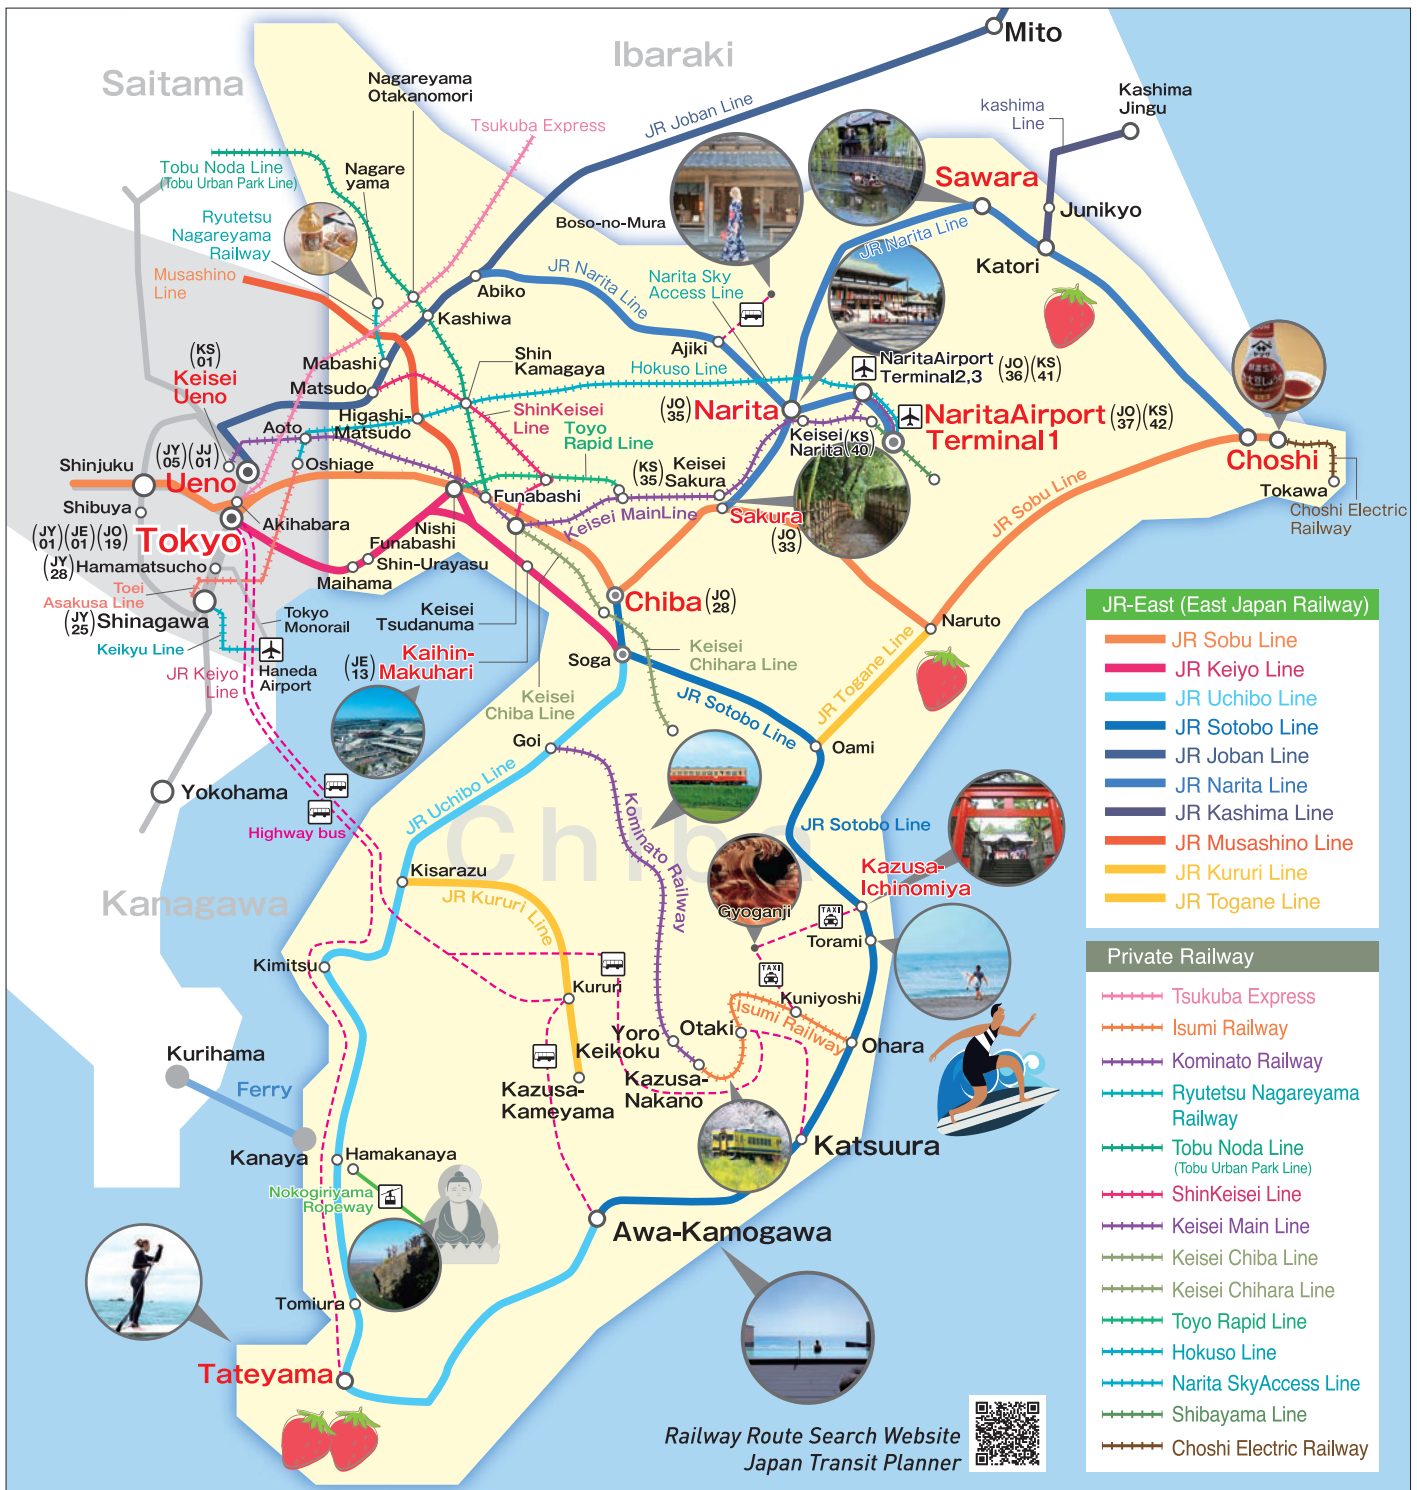 Ibaraki
Mito
Saitama
Nagareyama
Otakanomori
Kashima
Jingu
kashima
Line
JR Joban Line
Tsukuba Express
Tobu Noda Line
(Tobu Urban Park Line)
Nagare
yama
Sawara
Ryutetsu
Nagareyama
Railway
Boso-no-Mura
Junikyo
JR Narita Line
Katori
Musashino
Line
JR Narita Line
Narita Sky
Access Line
Abiko
Kashiwa
(KS
01)
Keisei
Ueno
Mabashi
Matsudo
Shin
Kamagaya
Ajiki
Hokuso Line
NaritaAirport
Terminal2,3
(JO
36)
(KS
41)
Higashi-
Matsudo
ShinKeisei
Line
Toyo
Rapid Line
(JO
35)
Narita
NaritaAirport
Terminal1
(JO
37)
(KS
42)
Aoto
Keisei
Narita
(KS
40)
Shinjuku
(JY
05)
(JJ
01)
Ueno
Oshiage
(KS
35)
Keisei
Sakura
Choshi
Tokawa
Choshi Electric
Railway
Shibuya
Akihabara
Funabashi
Keisei MainLine
Sakura
(JO
33)
JR Sobu Line
(JY
01)
(JE
01)
(JO
19)
Tokyo
Nishi
Funabashi
Shin-Urayasu
Maihama
(JY
28)
Hamamatsucho
Toei
Asakusa Line
(JY
25)
Shinagawa
Tokyo
Monorail
Keisei
Tsudanuma
Chiba
(JO
28)
Naruto
Keikyu Line
Haneda
Airport
JR Keiyo
Line
(JE
13)
Kaihin-
Makuhari
Soga
Keisei
Chihara Line
Keisei
Chiba Line
JR Togane Line
JR Sotobo Line
Oami
Goi
Yokohama
JR Uchibo Line
Highway bus
Chiba
Kominato Railway
JR Sotobo Line
Kanagawa
Kisarazu
JR Kururi Line
Kazusa-
Ichinomiya
Gyoganji
TAXI
Torami
Kimitsu
TAXI
Kururi
Kuniyoshi
Isumi Railway
Yoro
Keikoku
Otaki
Ohara
Kurihama
Ferry
Kazusa-
Kameyama
Kazusa-
Nakano
Kanaya
Hamakanaya
Katsuura
Nokogiriyama
Ropeway
Awa-Kamogawa
Tomiura
Tateyama
Railway Route Search Website
Japan Transit Planner
JR-East (East Japan Railway)
JR Sobu Line
JR Keiyo Line
JR Uchibo Line
JR Sotobo Line
JR Joban Line
JR Narita Line
JR Kashima Line
JR Musashino Line
JR Kururi Line
JR Togane Line
Private Railway
Tsukuba Express
Isumi Railway
Kominato Railway
Ryutetsu Nagareyama
Railway
Tobu Noda Line
(Tobu Urban Park Line)
ShinKeisei Line
Keisei Main Line
Keisei Chiba Line
Keisei Chihara Line
Toyo Rapid Line
Hokuso Line
Narita SkyAccess Line
Shibayama Line
Choshi Electric Railway